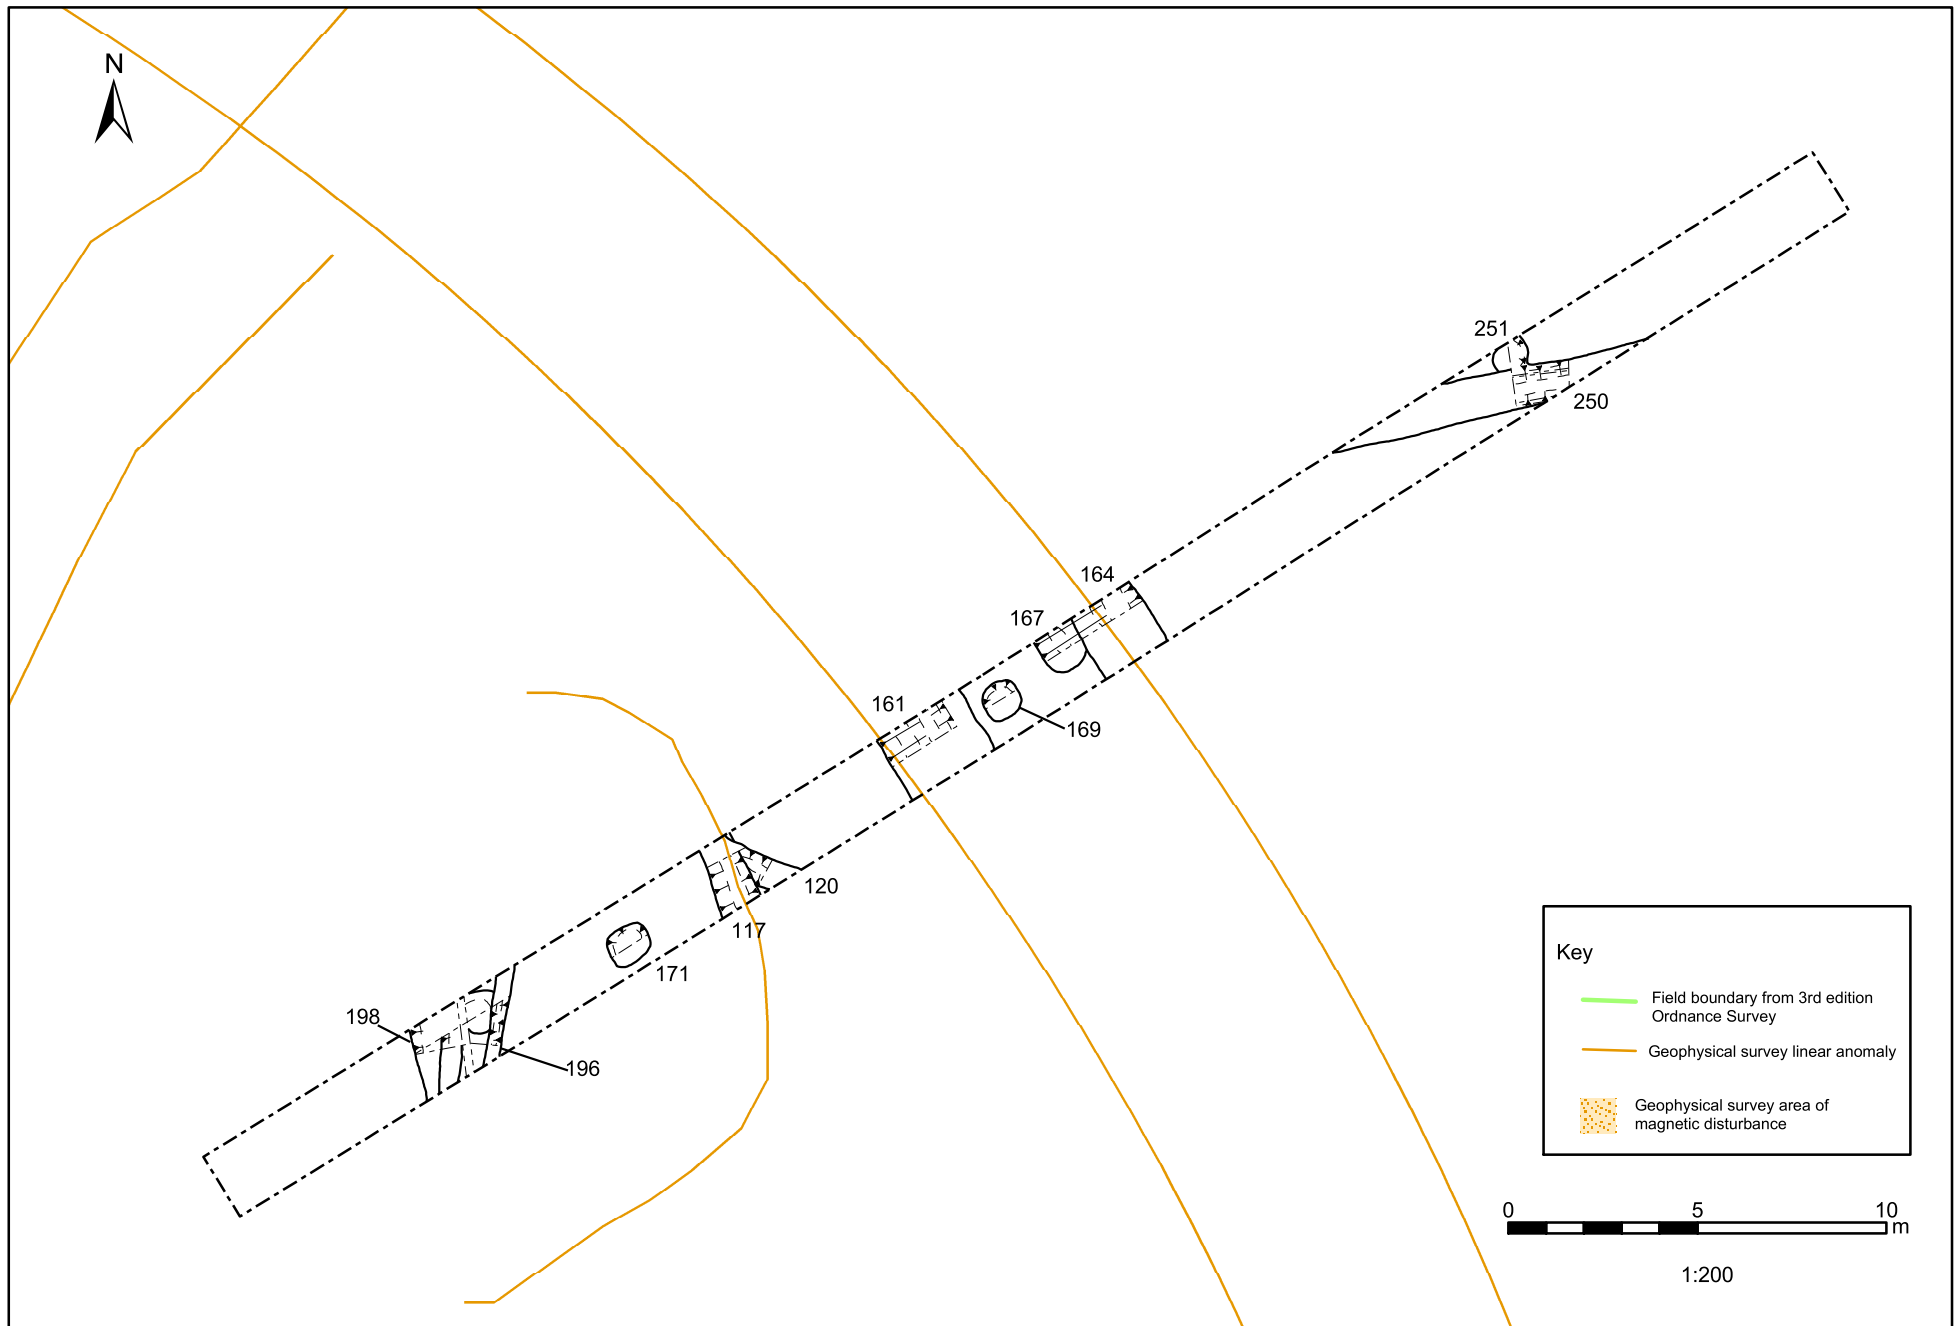 N
251
250
164
167
161
169
120
117
171
198
196
Key
Field boundary from 3rd edition
Ordnance Survey
Geophysical survey linear anomaly
Geophysical survey area of
magnetic disturbance
0 5 10
m
1:200